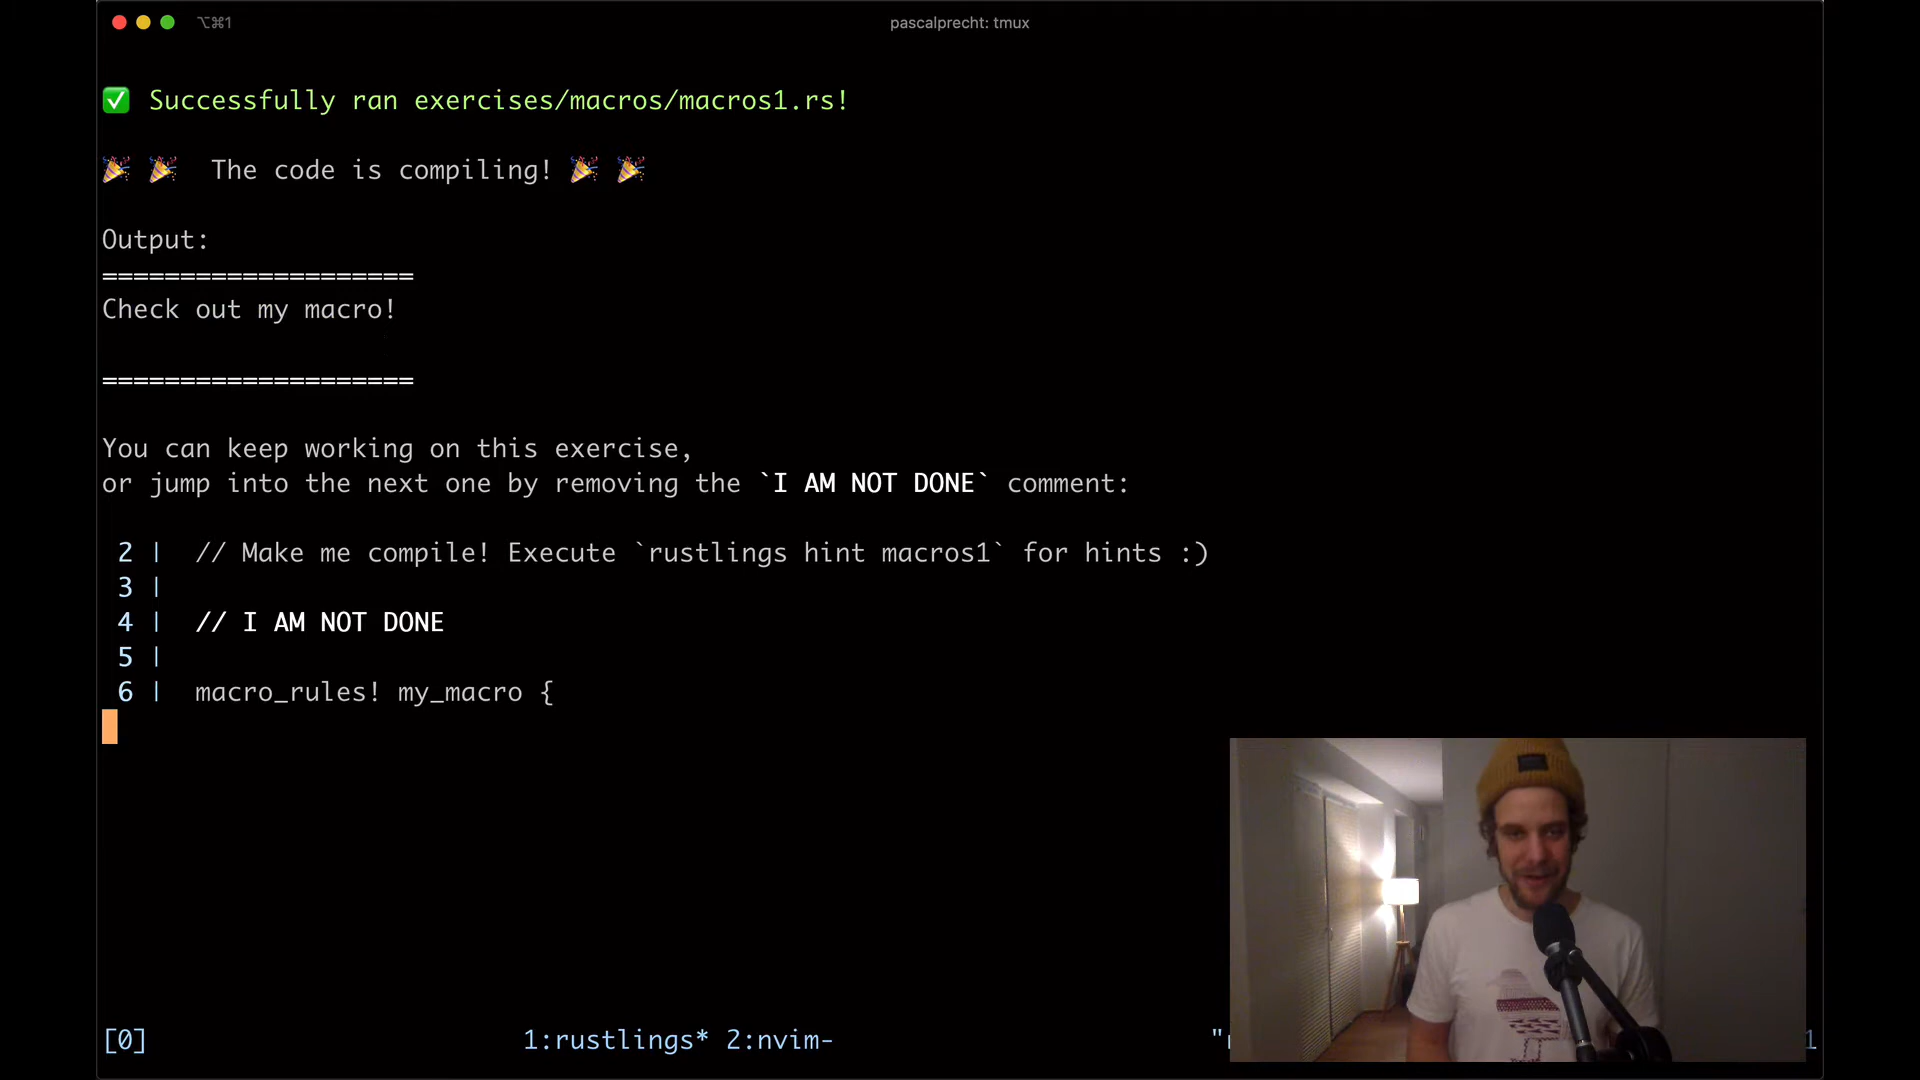 ⌥⌘1
pascalprecht: tmux
✅ Successfully ran exercises/macros/macros1.rs!
🎉 🎉 The code is compiling! 🎉 🎉
Output:
====================
Check out my macro!
====================
You can keep working on this exercise,
or jump into the next one by removing the `I AM NOT DONE` comment:
2 | // Make me compile! Execute `rustlings hint macros1` for hints :)
3 |
4 | // I AM NOT DONE
5 |
6 | macro_rules! my_macro {
[0] 1:rustlings* 2:nvim- " 1